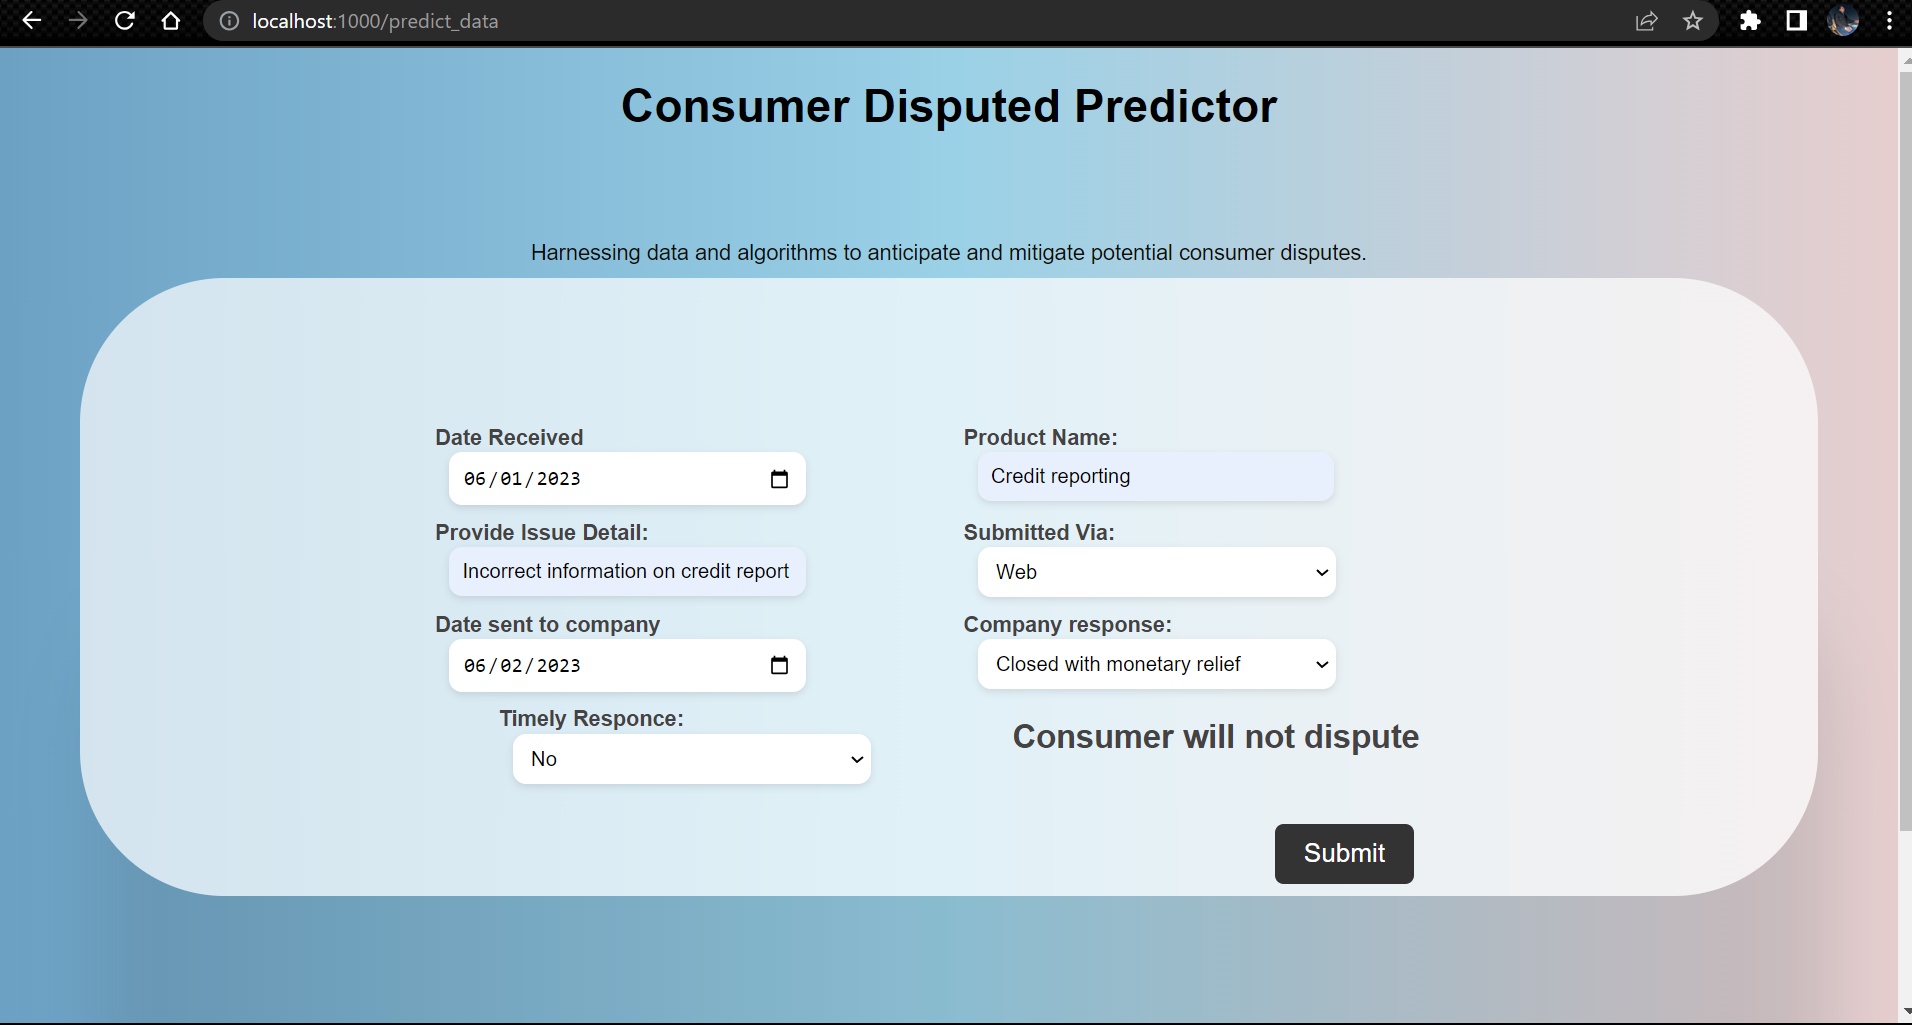 localhost:1000/predict_data
Consumer Disputed Predictor
Harnessing data and algorithms to anticipate and mitigate potential consumer disputes.
Date Received
Product Name:
06/01/2023
Credit reporting
Provide Issue Detail:
Submitted Via:
Incorrect information on credit report
Web
Date sent to company
Company response:
06/02/2023
Closed with monetary relief
Timely Responce:
Consumer will not dispute
No
Submit